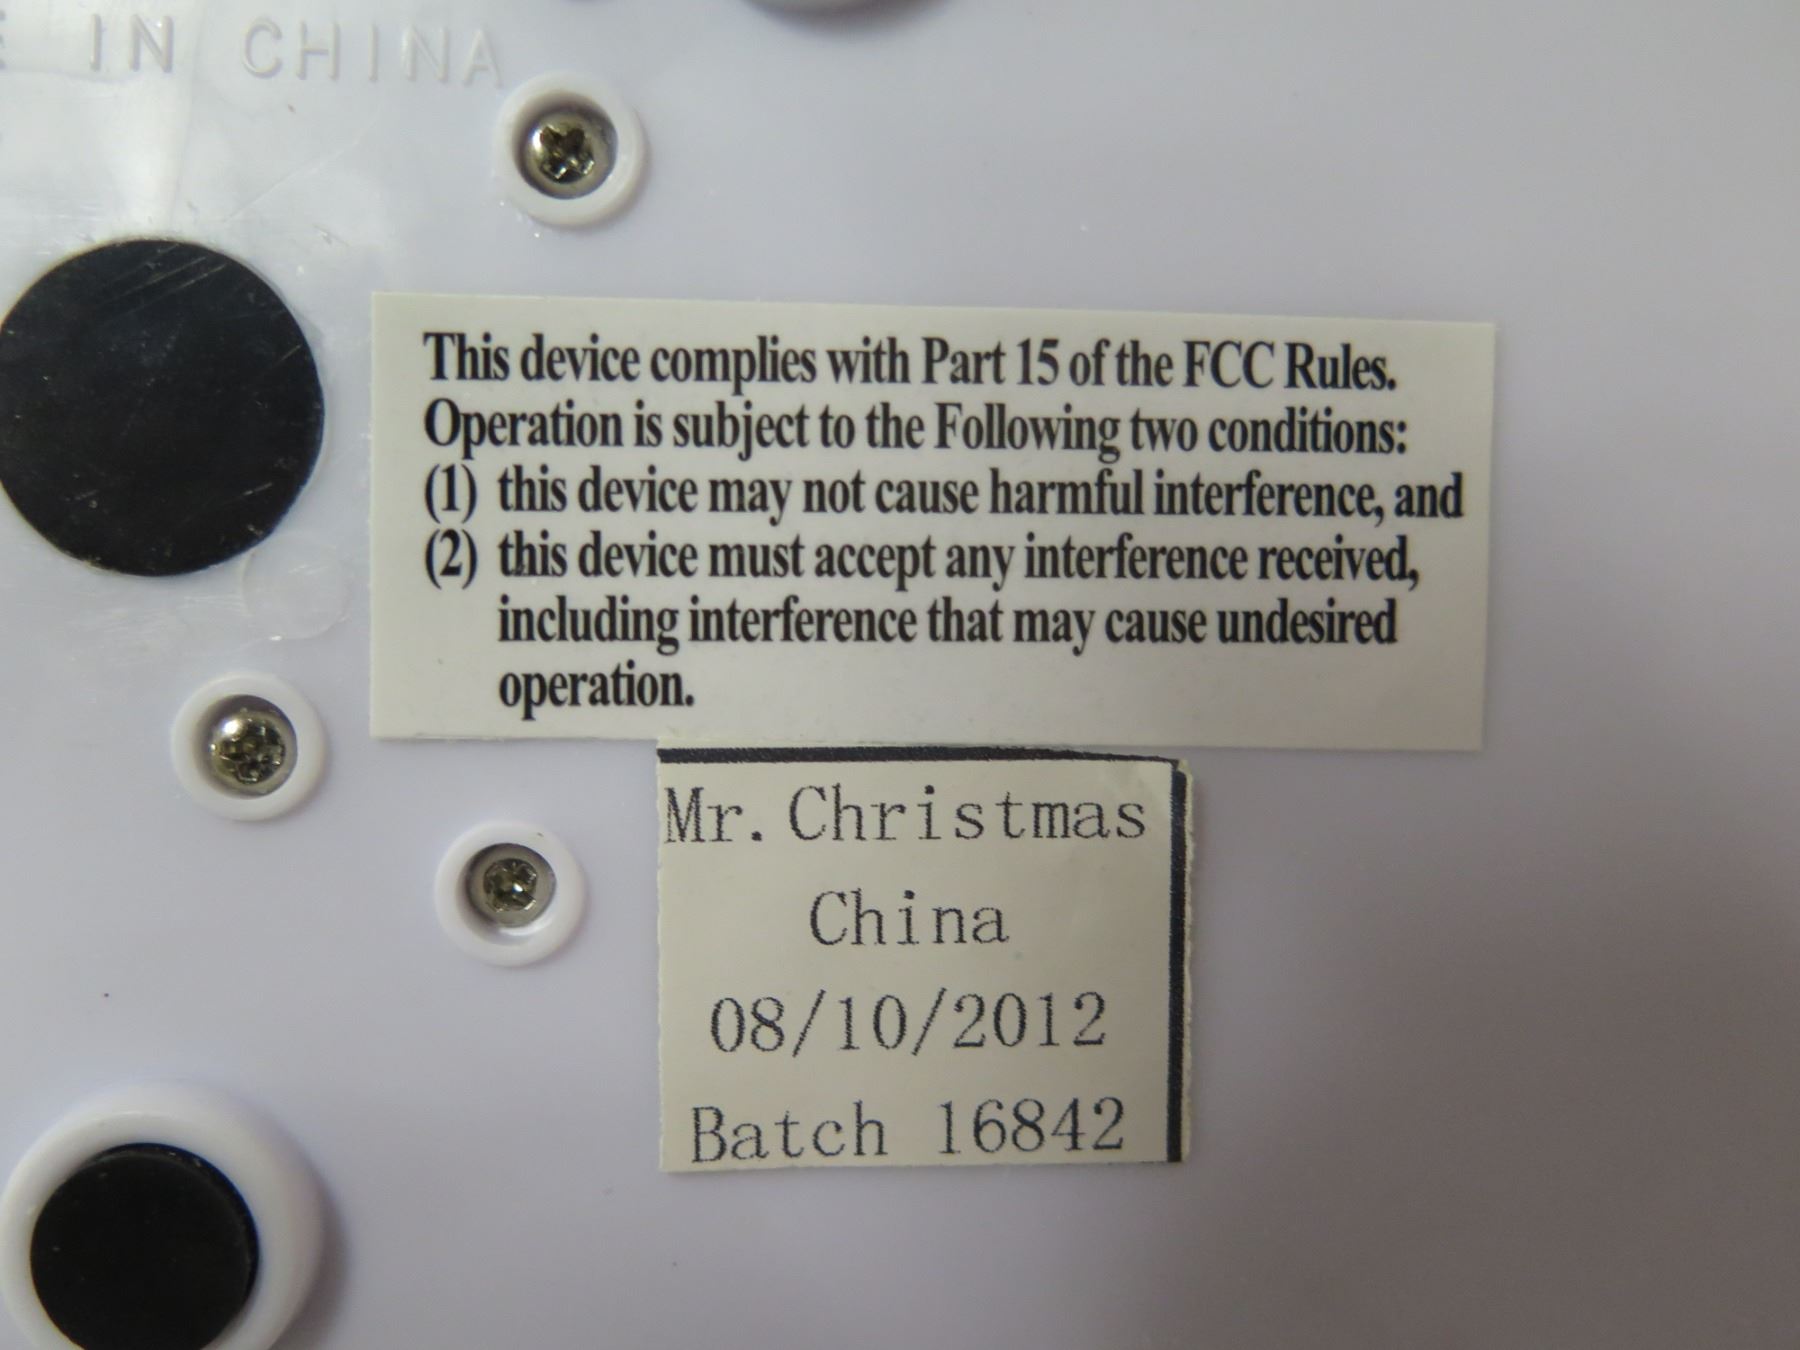 IN CHINA
This device complies with Part 15 of the FCC Rules.
Operation is subject to the Following two conditions:
(1) this device may not cause harmful interference, and
(2) this device must accept any interference received,
including interference that may cause undesired
operation.
Mr. Christmas
China
08/10/2012
Batch 16842